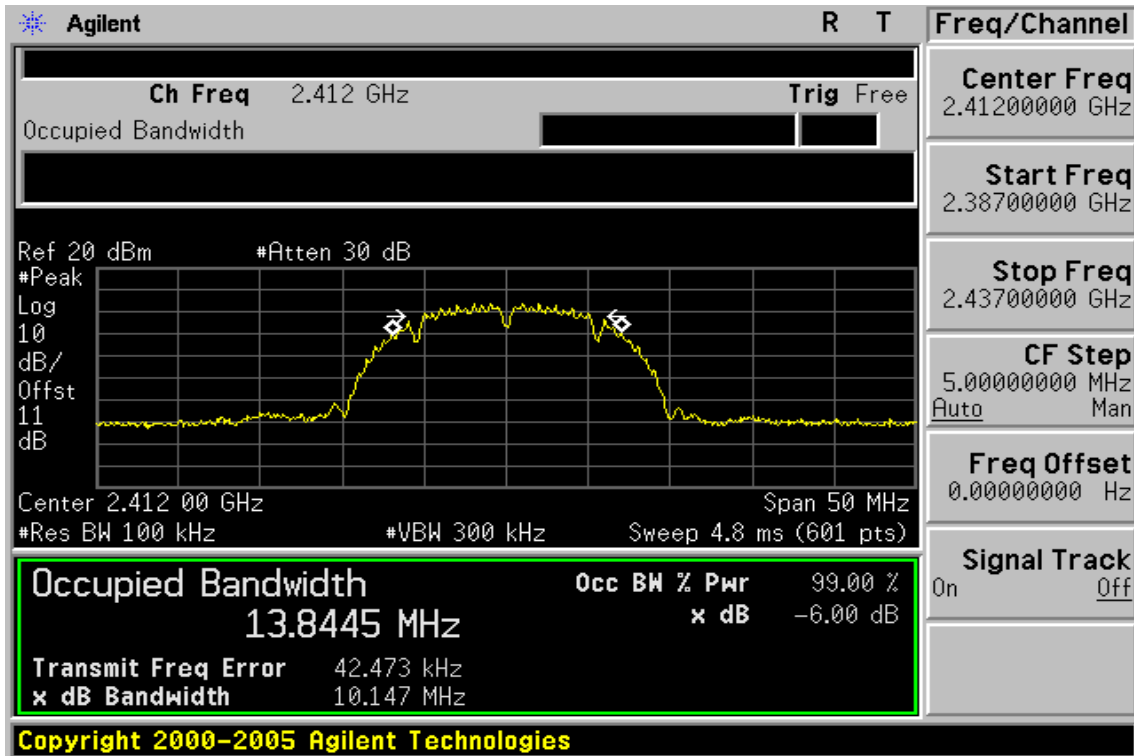 Agilent R T
Ch Freq 2.412 GHz Trig Free
Occupied Bandwidth
Ref 20 dBm #Atten 30 dB
#Peak
Log
10
dB/
Offst
11
dB
Center 2.412 00 GHz Span 50 MHz
#Res BW 100 kHz #VBW 300 kHz Sweep 4.8 ms (601 pts)
Occupied Bandwidth
13.8445 MHz
Occ BW % Pwr 99.00 %
x dB -6.00 dB
Transmit Freq Error 42.473 kHz
x dB Bandwidth 10.147 MHz
Copyright 2000-2005 Agilent Technologies
Freq/Channel
Center Freq
2.41200000 GHz
Start Freq
2.38700000 GHz
Stop Freq
2.43700000 GHz
CF Step
5.00000000 MHz
Auto Man
Freq Offset
0.00000000 Hz
Signal Track
On Off